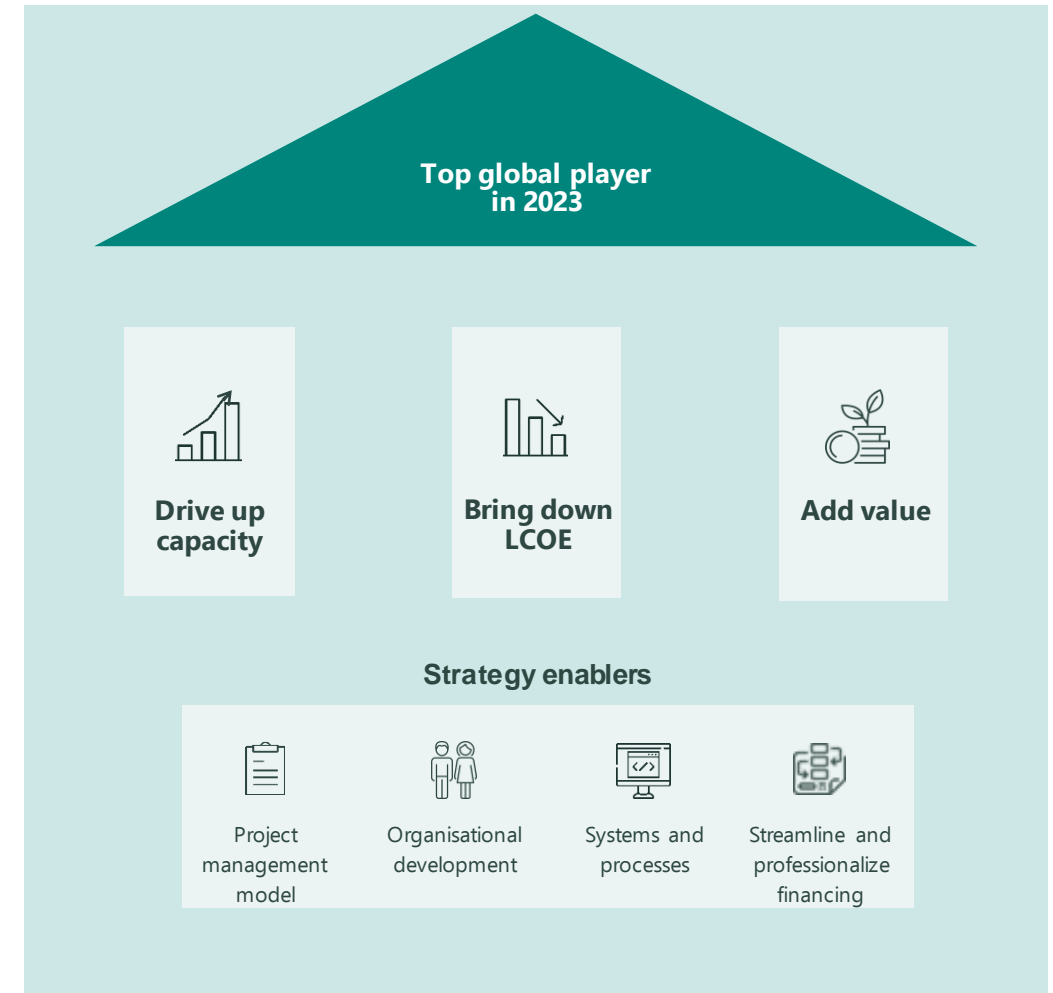 Top global player
in 2023
Drive up
capacity
Bring down
LCOE
Add value
Strategy enablers
Project
management
model
Organisational
development
Systems and
processes
Streamline and
professionalize
financing